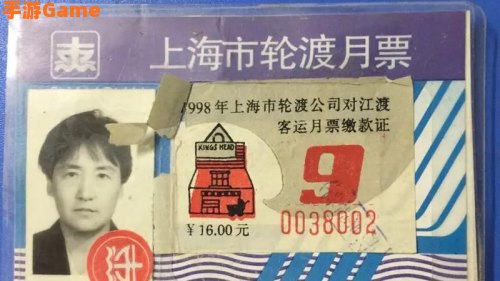 手游Game
上海市轮渡月票
1998年上海市轮渡公司对江渡
客运月票缴款证
KINGS HEAD
9
￥16.00元
0038002